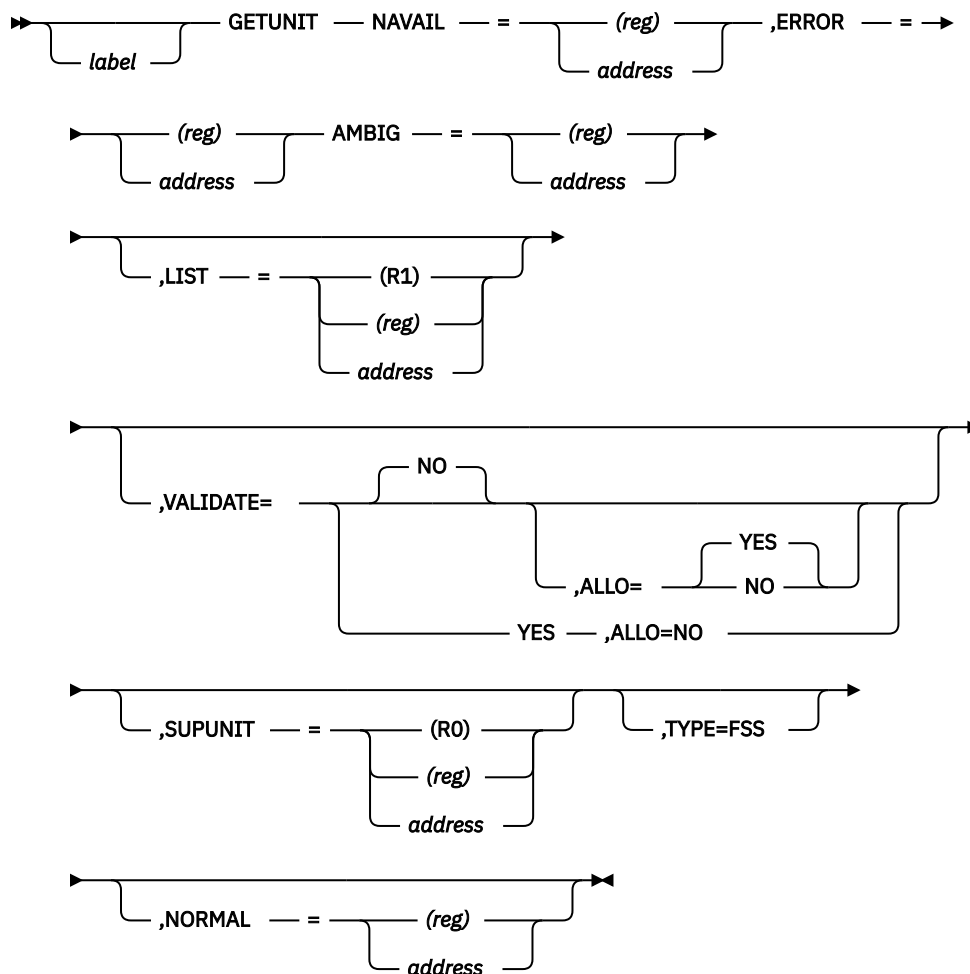 GETUNIT NAVAIL = (reg) ,ERROR =
label address
(reg) AMBIG = (reg)
address address
,LIST = (R1)
(reg)
address
NO
,VALIDATE=
YES
,ALLO= NO
YES ,ALLO=NO
,SUPUNIT = (R0) ,TYPE=FSS
(reg)
address
,NORMAL = (reg)
address